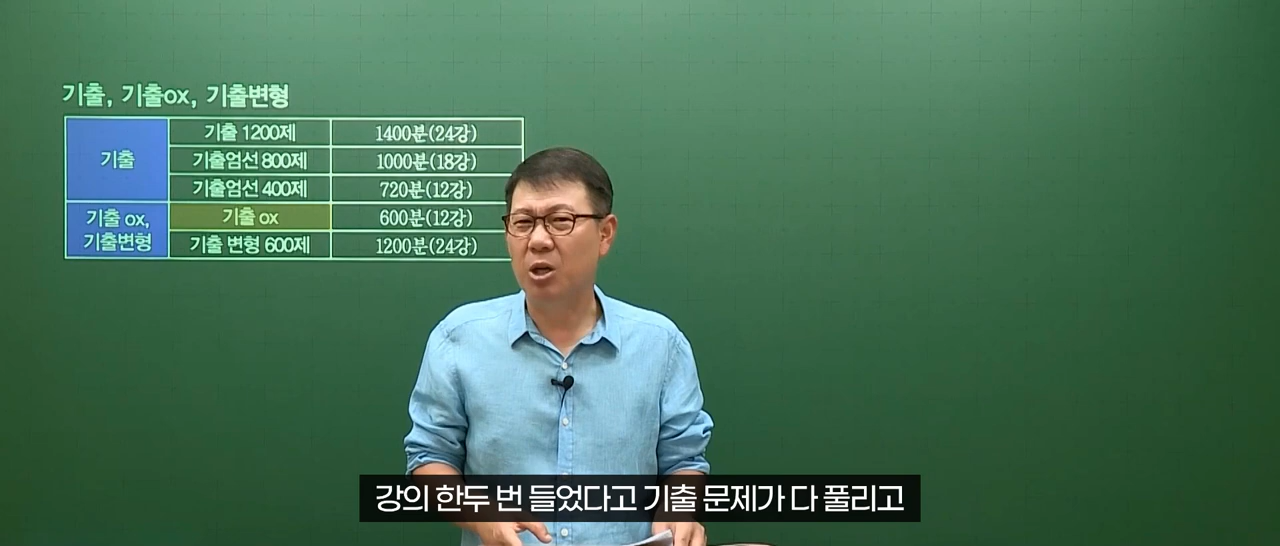 기출, 기출ox, 기출변형
기출
기출 1200제 1400분(24강)
기출엄선 800제 1000분(18강)
기출엄선 400제 720분(12강)
기출 ox,
기출변형
기출 ox 600분(12강)
기출 변형 600제 1200분(24강)
강의 한두 번 들었다고 기출 문제가 다 풀리고